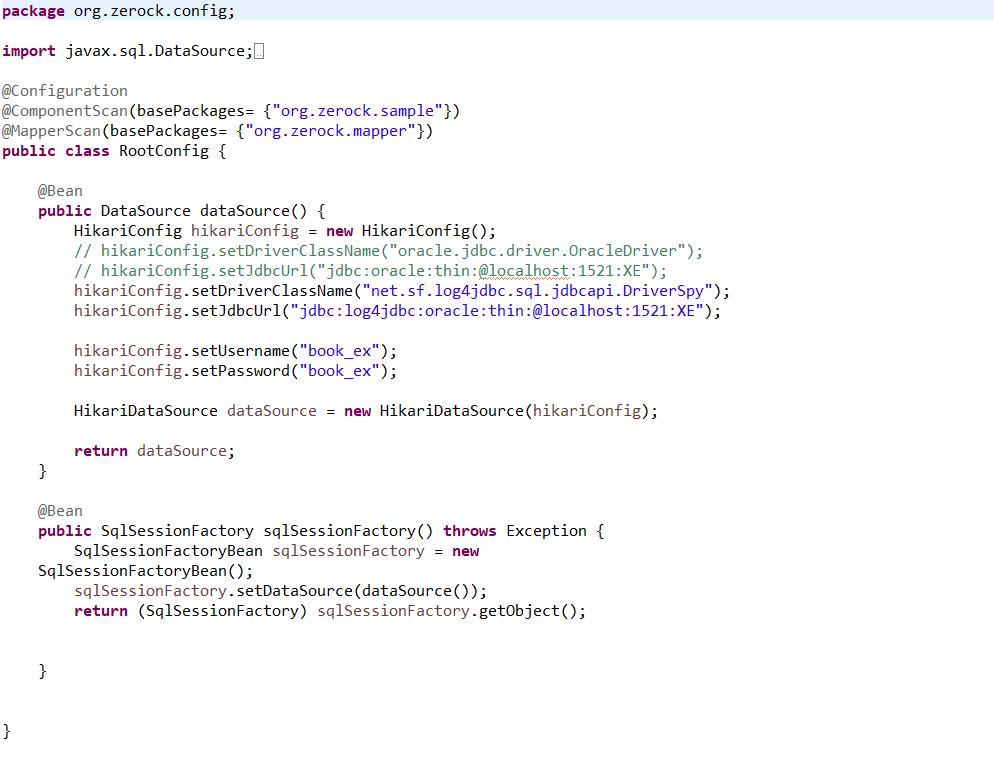 package org.zerock.config;
import javax.sql.DataSource;
@Configuration
@ComponentScan(basePackages= {"org.zerock.sample"})
@MapperScan(basePackages= {"org.zerock.mapper"})
public class RootConfig {
@Bean
public DataSource dataSource() {
HikariConfig hikariConfig = new HikariConfig();
// hikariConfig.setDriverClassName("oracle.jdbc.driver.OracleDriver");
// hikariConfig.setJdbcUrl("jdbc:oracle:thin:@localhost:1521:XE");
hikariConfig.setDriverClassName("net.sf.log4jdbc.sql.jdbcapi.DriverSpy");
hikariConfig.setJdbcUrl("jdbc:log4jdbc:oracle:thin:@localhost:1521:XE");
hikariConfig.setUsername("book_ex");
hikariConfig.setPassword("book_ex");
HikariDataSource dataSource = new HikariDataSource(hikariConfig);
return dataSource;
}
@Bean
public SqlSessionFactory sqlSessionFactory() throws Exception {
SqlSessionFactoryBean sqlSessionFactory = new
SqlSessionFactoryBean();
sqlSessionFactory.setDataSource(dataSource());
return (SqlSessionFactory) sqlSessionFactory.getObject();
}
}